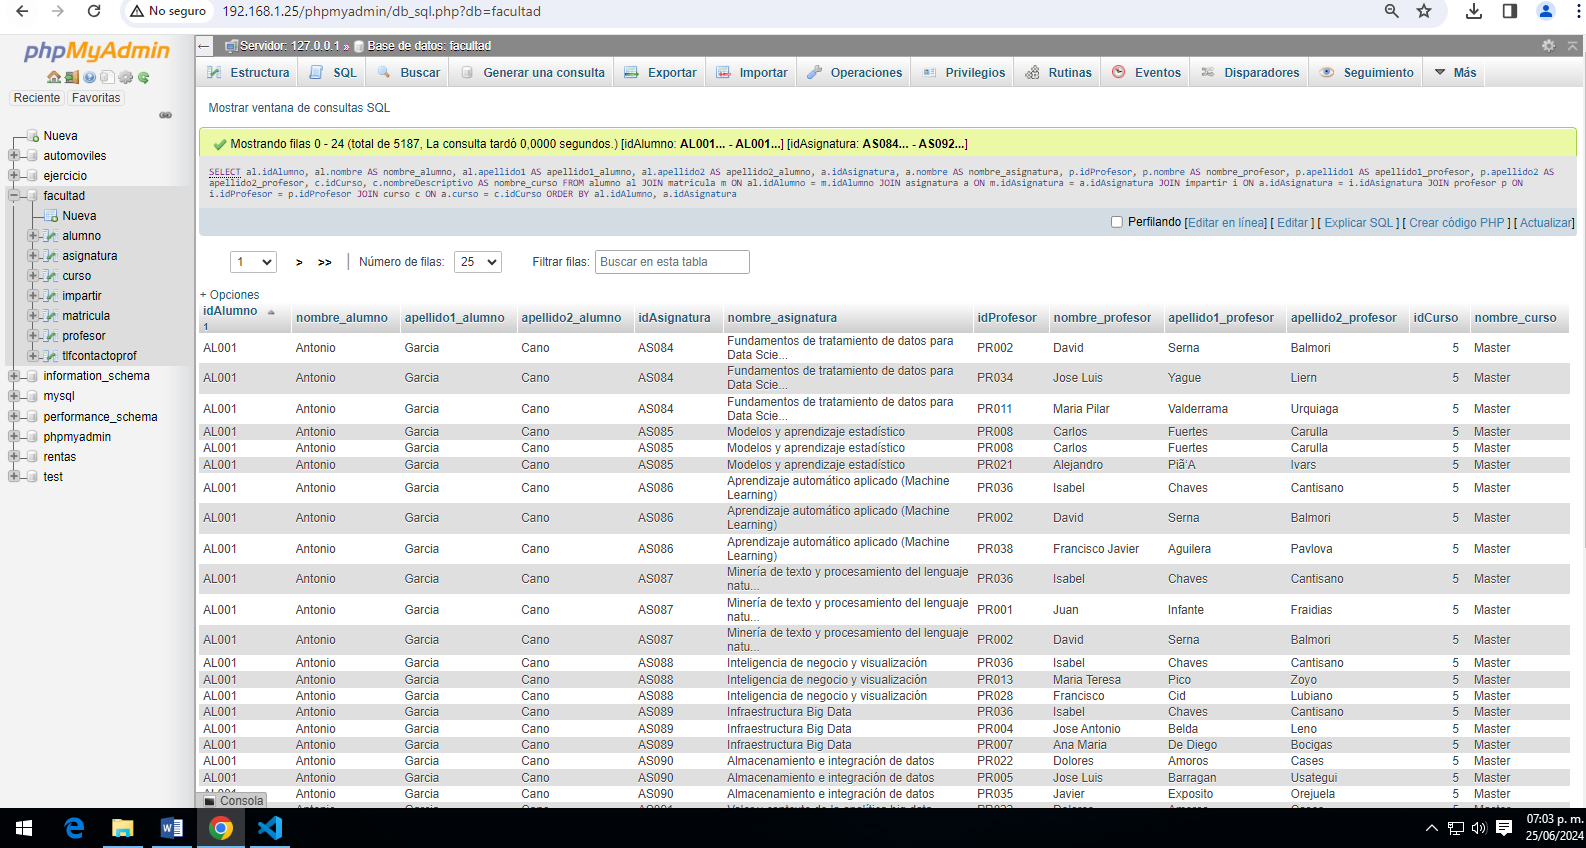 No seguro 192.168.1.25/phpmyadmin/db_sql.php?db=facultad
phpMyAdmin
Reciente Favoritas
Nueva
automoviles
ejercicio
facultad
Nueva
alumno
asignatura
curso
impartir
matricula
profesor
tlfcontactoprof
information_schema
mysql
performance_schema
phpmyadmin
rentas
test
Servidor: 127.0.0.1 » Base de datos: facultad
Estructura SQL Buscar Generar una consulta Exportar Importar Operaciones Privilegios Rutinas Eventos Disparadores Seguimiento Más
Mostrar ventana de consultas SQL
Mostrando filas 0 - 24 (total de 5187, La consulta tardó 0,0000 segundos.) [idAlumno: AL001... - AL001...] [idAsignatura: AS084... - AS092...]
SELECT al.idAlumno, al.nombre AS nombre_alumno, al.apellido1 AS apellido1_alumno, al.apellido2 AS apellido2_alumno, a.idAsignatura, a.nombre AS nombre_asignatura, p.idProfesor, p.nombre AS nombre_profesor, p.apellido1 AS apellido1_profesor, p.apellido2 AS
apellido2_profesor, c.idCurso, c.nombreDescriptivo AS nombre_curso FROM alumno al JOIN matricula m ON al.idAlumno = m.idAlumno JOIN asignatura a ON m.idAsignatura = a.idAsignatura JOIN impartir i ON a.idAsignatura = i.idAsignatura JOIN profesor p ON
i.idProfesor = p.idProfesor JOIN curso c ON a.curso = c.idCurso ORDER BY al.idAlumno, a.idAsignatura
Perfilando [Editar en línea] [ Editar ] [ Explicar SQL ] [ Crear código PHP ] [ Actualizar]
1 > >> | Número de filas: 25 Filtrar filas: Buscar en esta tabla
+ Opciones
idAlumno 1 nombre_alumno apellido1_alumno apellido2_alumno idAsignatura nombre_asignatura idProfesor nombre_profesor apellido1_profesor apellido2_profesor idCurso nombre_curso
AL001 Antonio Garcia Cano AS084 Fundamentos de tratamiento de datos para Data Scie... PR002 David Serna Balmori 5 Master
AL001 Antonio Garcia Cano AS084 Fundamentos de tratamiento de datos para Data Scie... PR034 Jose Luis Yague Liern 5 Master
AL001 Antonio Garcia Cano AS084 Fundamentos de tratamiento de datos para Data Scie... PR011 Maria Pilar Valderrama Urquiaga 5 Master
AL001 Antonio Garcia Cano AS085 Modelos y aprendizaje estadístico PR008 Carlos Fuertes Carulla 5 Master
AL001 Antonio Garcia Cano AS085 Modelos y aprendizaje estadístico PR008 Carlos Fuertes Carulla 5 Master
AL001 Antonio Garcia Cano AS085 Modelos y aprendizaje estadístico PR021 Alejandro Piã‘A Ivars 5 Master
AL001 Antonio Garcia Cano AS086 Aprendizaje automático aplicado (Machine Learning) PR036 Isabel Chaves Cantisano 5 Master
AL001 Antonio Garcia Cano AS086 Aprendizaje automático aplicado (Machine Learning) PR002 David Serna Balmori 5 Master
AL001 Antonio Garcia Cano AS086 Aprendizaje automático aplicado (Machine Learning) PR038 Francisco Javier Aguilera Pavlova 5 Master
AL001 Antonio Garcia Cano AS087 Minería de texto y procesamiento del lenguaje natu... PR036 Isabel Chaves Cantisano 5 Master
AL001 Antonio Garcia Cano AS087 Minería de texto y procesamiento del lenguaje natu... PR001 Juan Infante Fraidias 5 Master
AL001 Antonio Garcia Cano AS087 Minería de texto y procesamiento del lenguaje natu... PR002 David Serna Balmori 5 Master
AL001 Antonio Garcia Cano AS088 Inteligencia de negocio y visualización PR036 Isabel Chaves Cantisano 5 Master
AL001 Antonio Garcia Cano AS088 Inteligencia de negocio y visualización PR013 Maria Teresa Pico Zoyo 5 Master
AL001 Antonio Garcia Cano AS088 Inteligencia de negocio y visualización PR028 Francisco Cid Lubiano 5 Master
AL001 Antonio Garcia Cano AS089 Infraestructura Big Data PR036 Isabel Chaves Cantisano 5 Master
AL001 Antonio Garcia Cano AS089 Infraestructura Big Data PR004 Jose Antonio Belda Leno 5 Master
AL001 Antonio Garcia Cano AS089 Infraestructura Big Data PR007 Ana Maria De Diego Bocigas 5 Master
AL001 Antonio Garcia Cano AS090 Almacenamiento e integración de datos PR022 Dolores Amoros Cases 5 Master
AL001 Antonio Garcia Cano AS090 Almacenamiento e integración de datos PR005 Jose Luis Barragan Usategui 5 Master
Antonio Garcia Cano AS090 Almacenamiento e integración de datos PR035 Javier Exposito Orejuela 5 Master
Consola
07:03 p. m.
25/06/2024